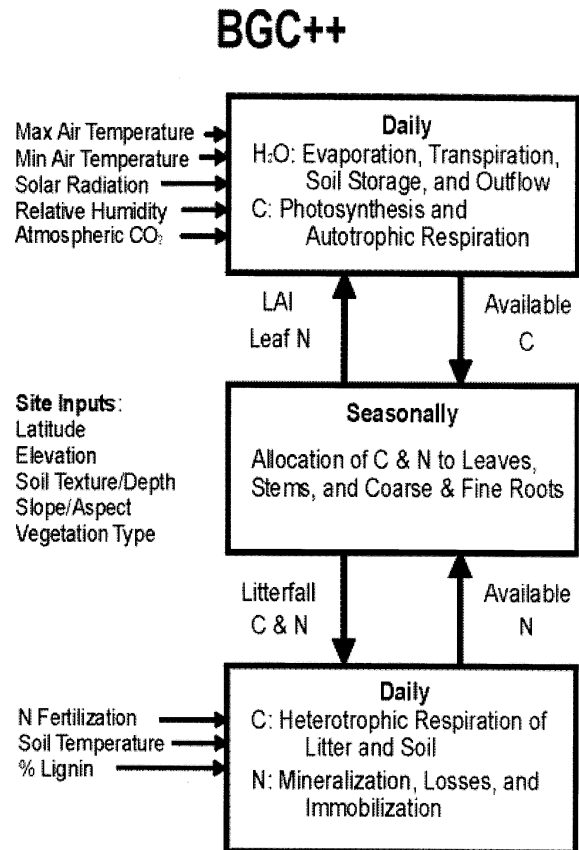 BGC++
Max Air Temperature
Min Air Temperature
Solar Radiation
Relative Humidity
Atmospheric CO₂
Daily
H₂O: Evaporation, Transpiration,
Soil Storage, and Outflow
C: Photosynthesis and
Autotrophic Respiration
LAI
Leaf N
Available
C
Site Inputs:
Latitude
Elevation
Soil Texture/Depth
Slope/Aspect
Vegetation Type
Seasonally
Allocation of C & N to Leaves,
Stems, and Coarse & Fine Roots
Litterfall
C & N
Available
N
N Fertilization
Soil Temperature
% Lignin
Daily
C: Heterotrophic Respiration of
Litter and Soil
N: Mineralization, Losses, and
Immobilization